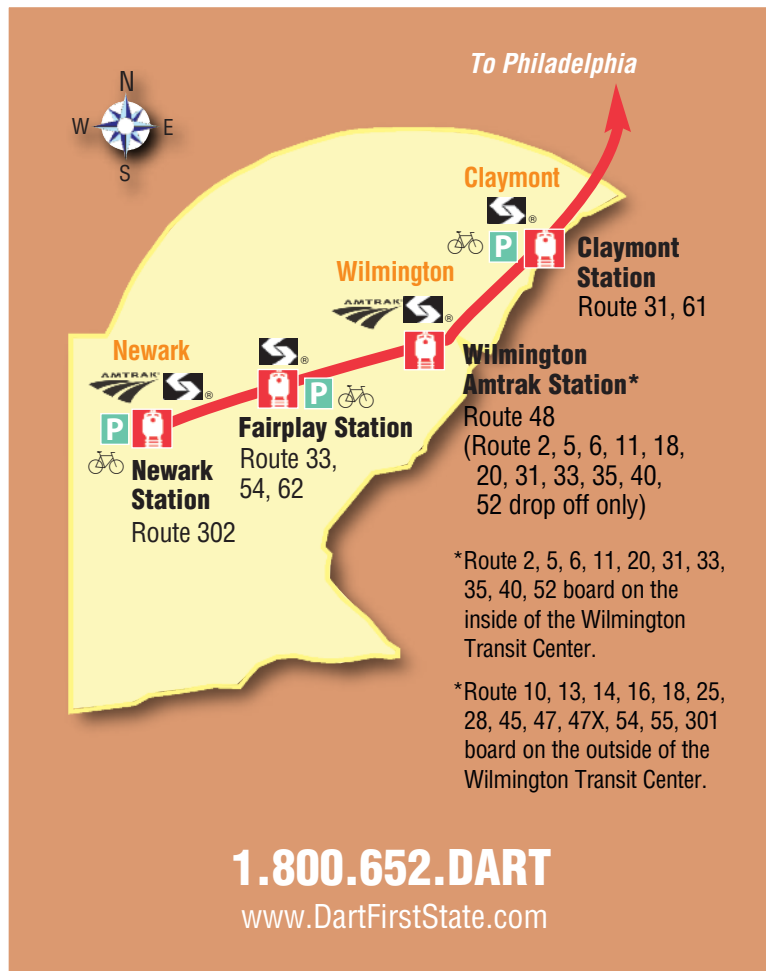 To Philadelphia
N
W E
S
Claymont
®
P
Claymont
Station
Route 31, 61
Wilmington
AMTRAK®
®
Wilmington
Amtrak Station*
Route 48
(Route 2, 5, 6, 11, 18,
20, 31, 33, 35, 40,
52 drop off only)
®
P
Fairplay Station
Route 33,
54, 62
Newark
AMTRAK®
®
P
Newark
Station
Route 302
*Route 2, 5, 6, 11, 20, 31, 33,
35, 40, 52 board on the
inside of the Wilmington
Transit Center.
*Route 10, 13, 14, 16, 18, 25,
28, 45, 47, 47X, 54, 55, 301
board on the outside of the
Wilmington Transit Center.
1.800.652.DART
www.DartFirstState.com